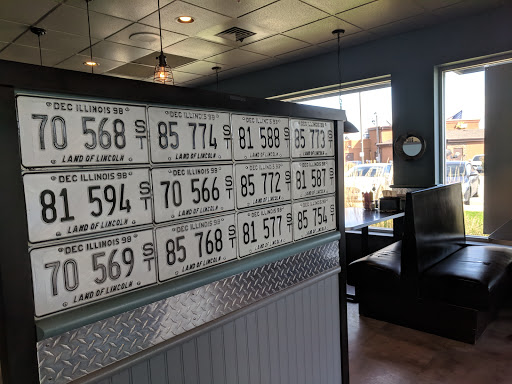 DEC ILLINOIS 98
70 568 ST
LAND OF LINCOLN
DEC ILLINOIS 98
85 774 ST
LAND OF LINCOLN
DEC ILLINOIS 98
81 588 ST
LAND OF LINCOLN
DEC ILLINOIS 98
85 773 ST
LAND OF LINCOLN
DEC ILLINOIS 98
81 594 ST
LAND OF LINCOLN
DEC ILLINOIS 98
70 566 ST
LAND OF LINCOLN
DEC ILLINOIS 98
85 772 ST
LAND OF LINCOLN
DEC ILLINOIS 98
81 587 ST
LAND OF LINCOLN
DEC ILLINOIS 98
70 569 ST
LAND OF LINCOLN
DEC ILLINOIS 98
85 768 ST
LAND OF LINCOLN
DEC ILLINOIS 98
81 577 ST
LAND OF LINCOLN
DEC ILLINOIS 98
85 754 ST
LAND OF LINCOLN